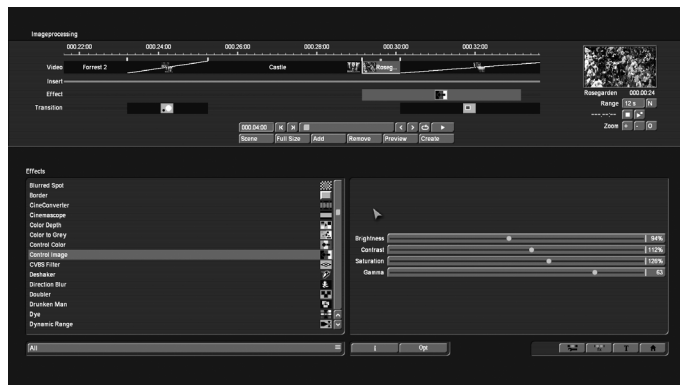 Imageprocessing
000.22:00 000.24:00 000.26:00 000.28:00 000.30:00 000.32:00
Video Forrest 2 Castle Roseg...
Insert
Effect
Transition
Rosegarden 000.00:24
Range 12 s N
Zoom + - 0
000.04:00
Scene Full Size Add Remove Preview Create
Effects
Blurred Spot
Border
CineConverter
Cinemascope
Color Depth
Color to Grey
Control Color
Control Image
CVBS Filter
Deshaker
Direction Blur
Doubler
Drunken Man
Dye
Dynamic Range
Brightness 94%
Contrast 112%
Saturation 126%
Gamma 63
All
I Opt T